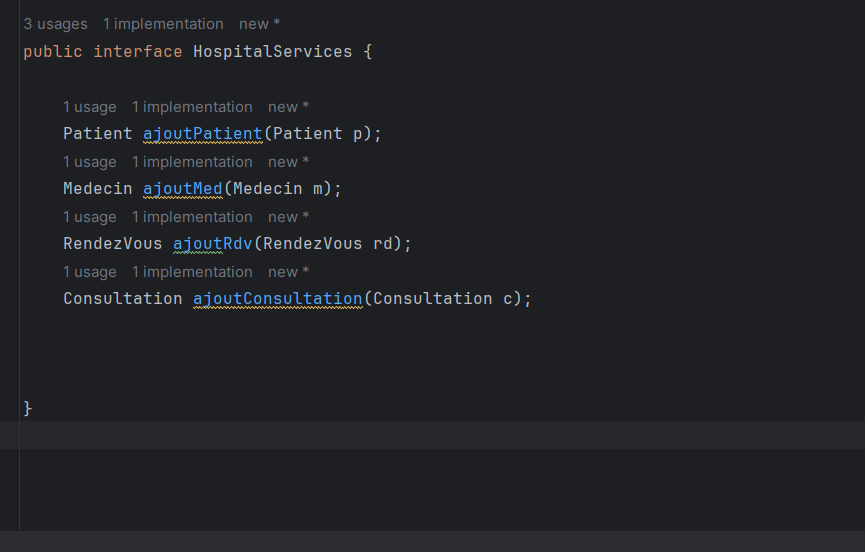 3 usages 1 implementation new *
public interface HospitalServices {
1 usage 1 implementation new *
Patient ajoutPatient(Patient p);
1 usage 1 implementation new *
Medecin ajoutMed(Medecin m);
1 usage 1 implementation new *
RendezVous ajoutRdv(RendezVous rd);
1 usage 1 implementation new *
Consultation ajoutConsultation(Consultation c);
}